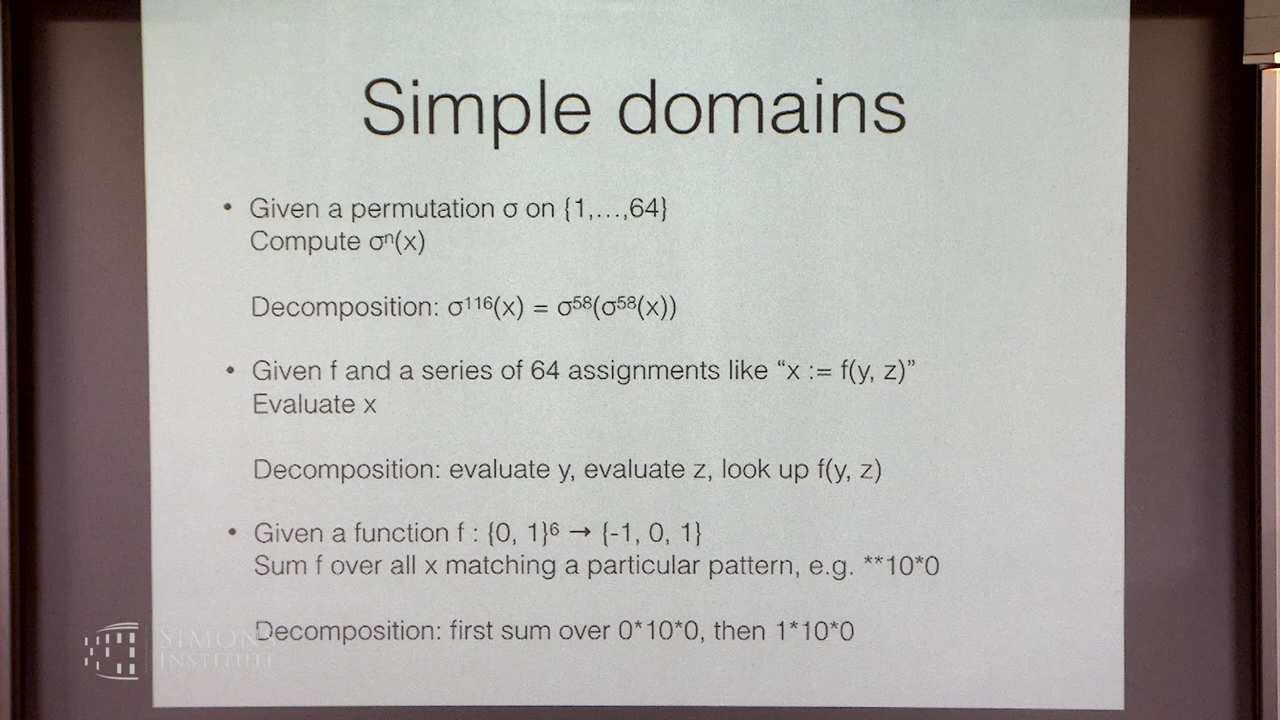 Simple domains
• Given a permutation σ on {1,...,64}
Compute σⁿ(x)
Decomposition: σ¹¹⁶(x) = σ⁵⁸(σ⁵⁸(x))
• Given f and a series of 64 assignments like “x := f(y, z)”
Evaluate x
Decomposition: evaluate y, evaluate z, look up f(y, z)
• Given a function f : {0, 1}⁶ → {-1, 0, 1}
Sum f over all x matching a particular pattern, e.g. **10*0
Decomposition: first sum over 0*10*0, then 1*10*0
SIMONS
INSTITUTE